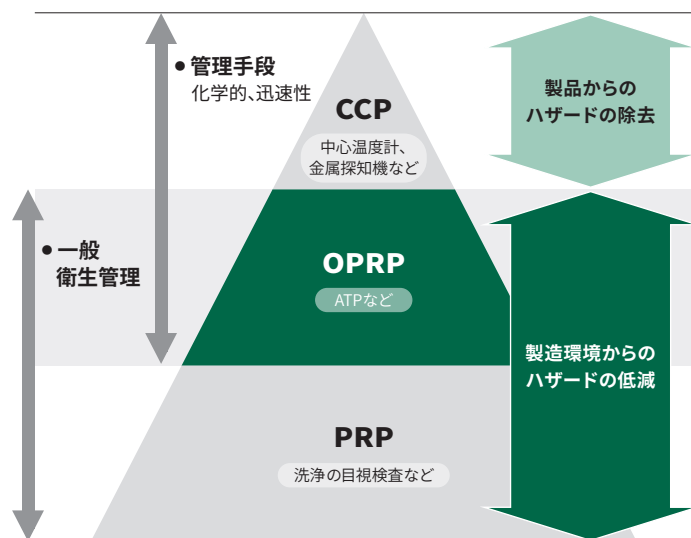 ● 管理手段
化学的、迅速性
CCP
中心温度計、
金属探知機など
製品からの
ハザードの除去
● 一般
衛生管理
OPRP
ATPなど
製造環境からの
ハザードの低減
PRP
洗浄の目視検査など